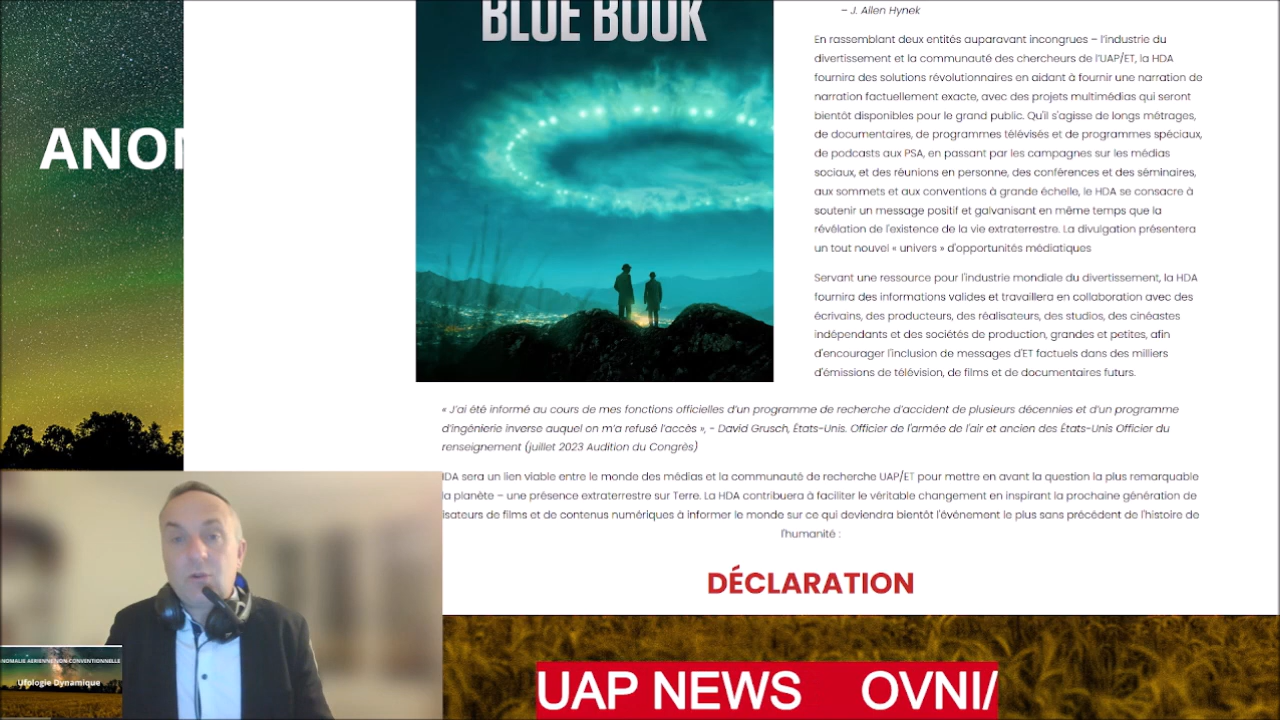 BLUE BOOK
– J. Allen Hynek
En rassemblant deux entités auparavant incongrues – l'industrie du
divertissement et la communauté des chercheurs de l'UAP/ET, la HDA
fournira des solutions révolutionnaires en aidant à fournir une narration de
narration factuellement exacte, avec des projets multimédias qui seront
bientôt disponibles pour le grand public. Qu'il s'agisse de longs métrages,
de documentaires, de programmes télévisés et de programmes spéciaux,
de podcasts aux PSA, en passant par les campagnes sur les médias
sociaux, et des réunions en personne, des conférences et des séminaires,
aux sommets et aux conventions à grande échelle, le HDA se consacre à
soutenir un message positif et galvanisant en même temps que la
révélation de l'existence de la vie extraterrestre. La divulgation présentera
un tout nouvel « univers » d'opportunités médiatiques
Servant une ressource pour l'industrie mondiale du divertissement, la HDA
fournira des informations valides et travaillera en collaboration avec des
écrivains, des producteurs, des réalisateurs, des studios, des cinéastes
indépendants et des sociétés de production, grandes et petites, afin
d'encourager l'inclusion de messages d'ET factuels dans des milliers
d'émissions de télévision, de films et de documentaires futurs.
« J'ai été informé au cours de mes fonctions officielles d'un programme de recherche d'accident de plusieurs décennies et d'un programme
d'ingénierie inverse auquel on m'a refusé l'accès », - David Grusch, États-Unis. Officier de l'armée de l'air et ancien des États-Unis Officier du
renseignement (juillet 2023 Audition du Congrès)
HDA sera un lien viable entre le monde des médias et la communauté de recherche UAP/ET pour mettre en avant la question la plus remarquable
la planète – une présence extraterrestre sur Terre. La HDA contribuera à faciliter le véritable changement en inspirant la prochaine génération de
isateurs de films et de contenus numériques à informer le monde sur ce qui deviendra bientôt l'événement le plus sans précédent de l'histoire de
l'humanité :
DÉCLARATION
ANOM
NOMALIE AERIENNE NON CONVENTIONNELLE
Ufologie Dynamique
UAP NEWS OVNI/